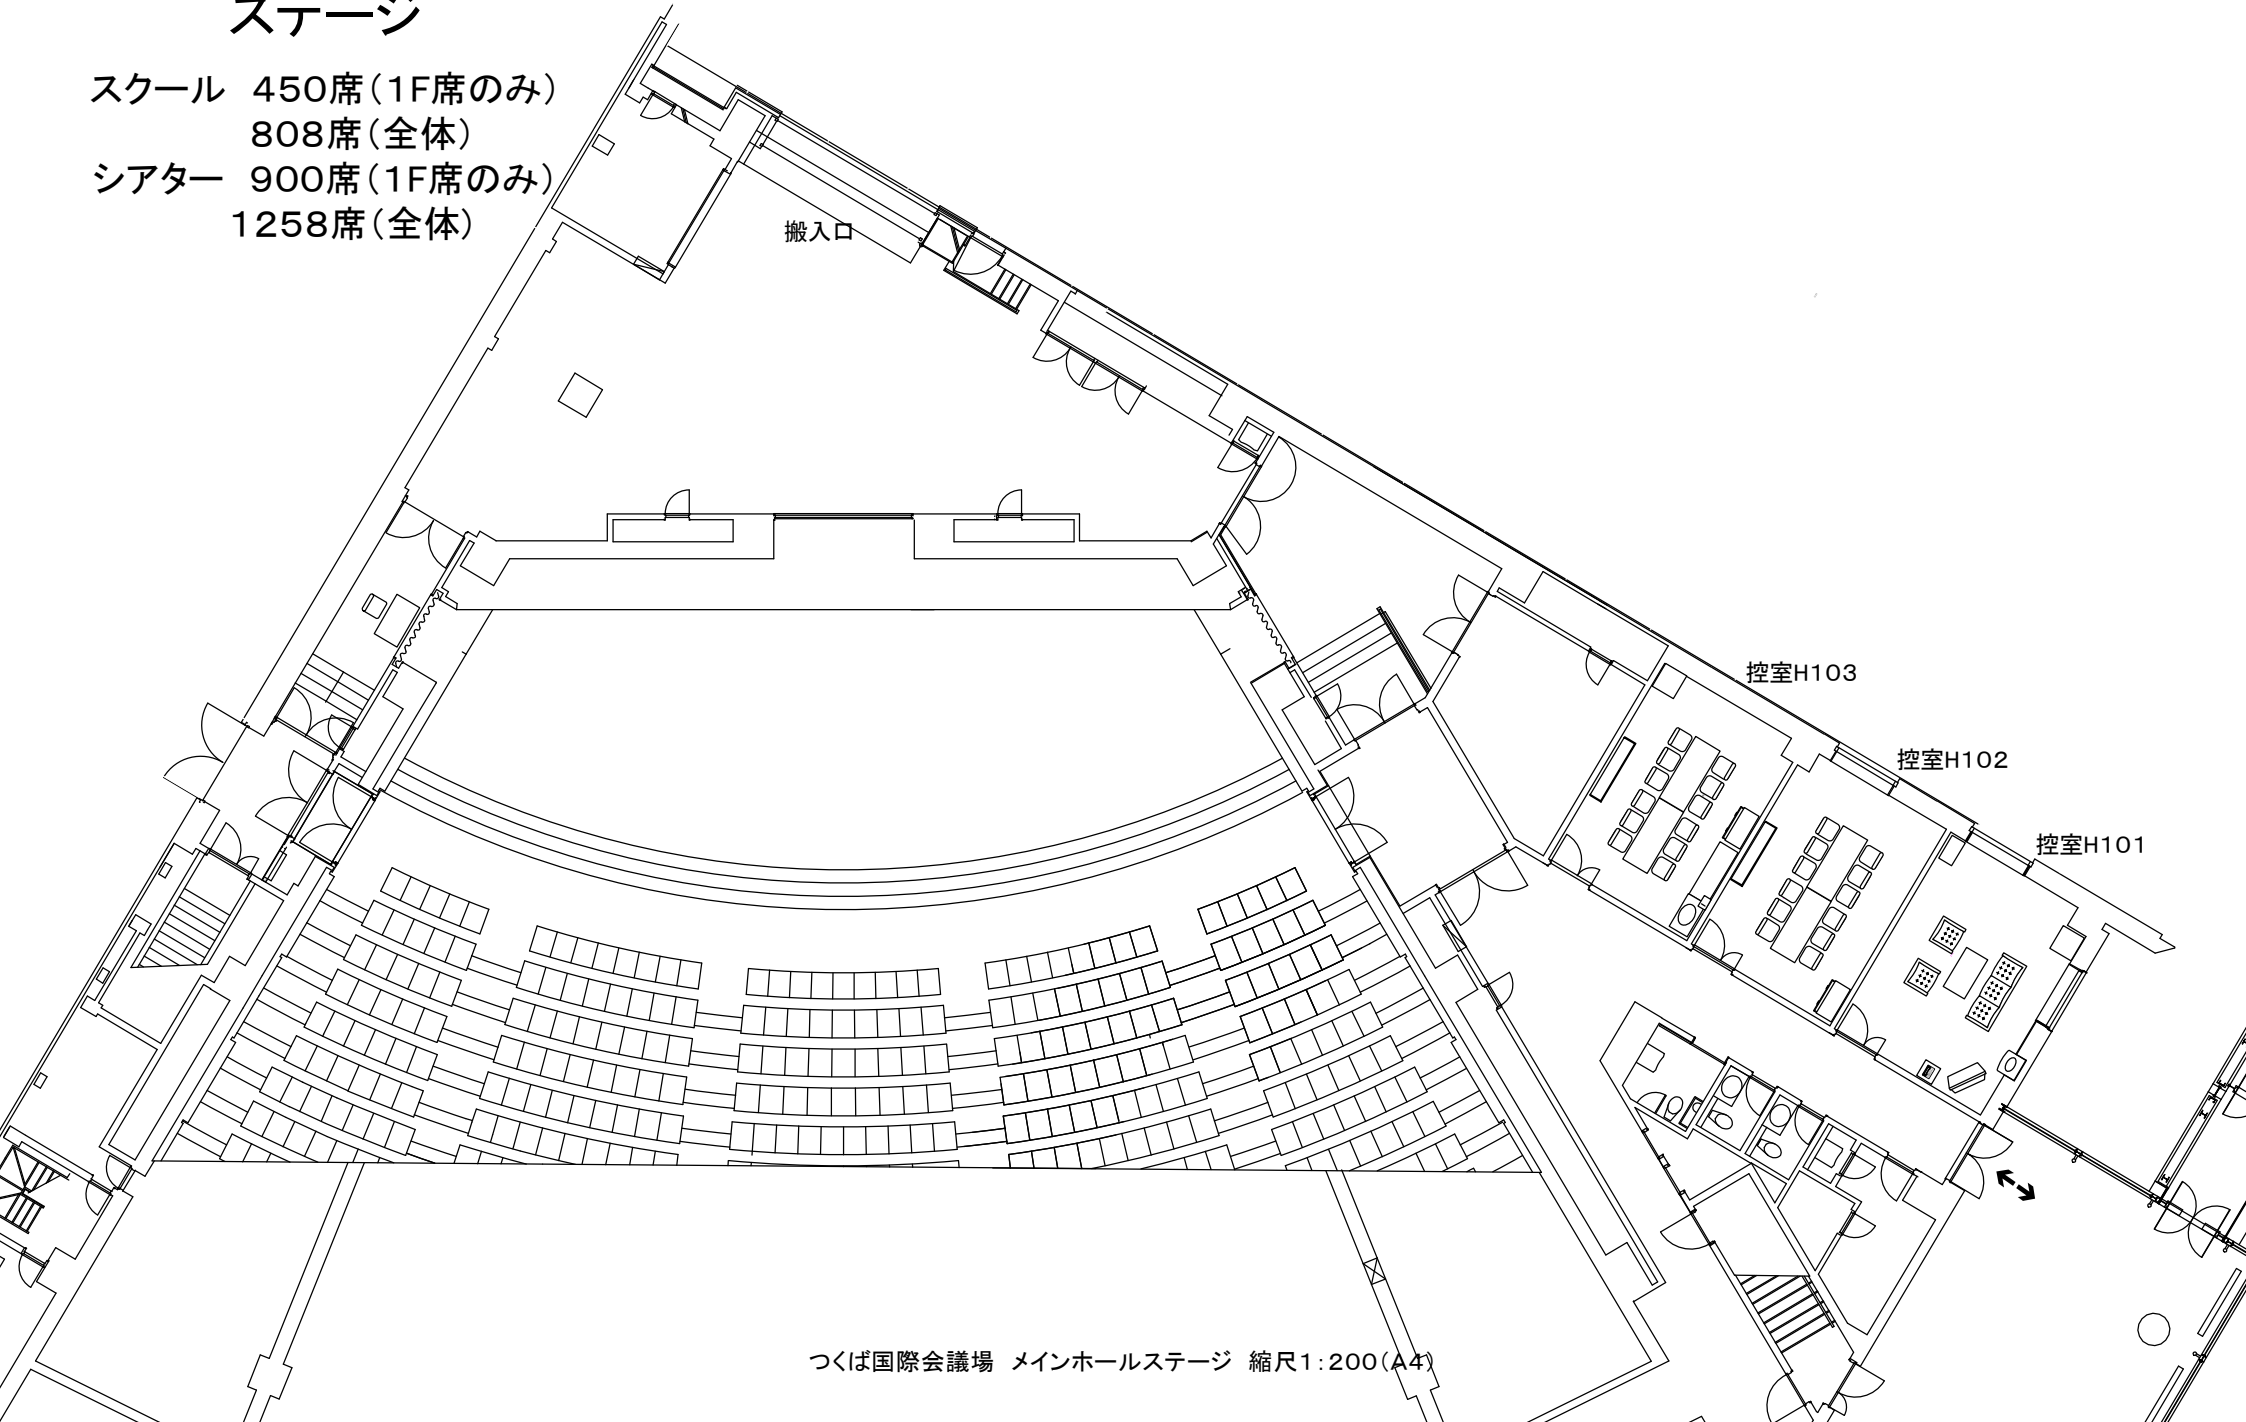 ステージ
スクール　450席（1F席のみ）
808席（全体）
シアター　900席（1F席のみ）
1258席（全体）
搬入口
控室H103
控室H102
控室H101
つくば国際会議場　メインホールステージ　縮尺1：200（A4）